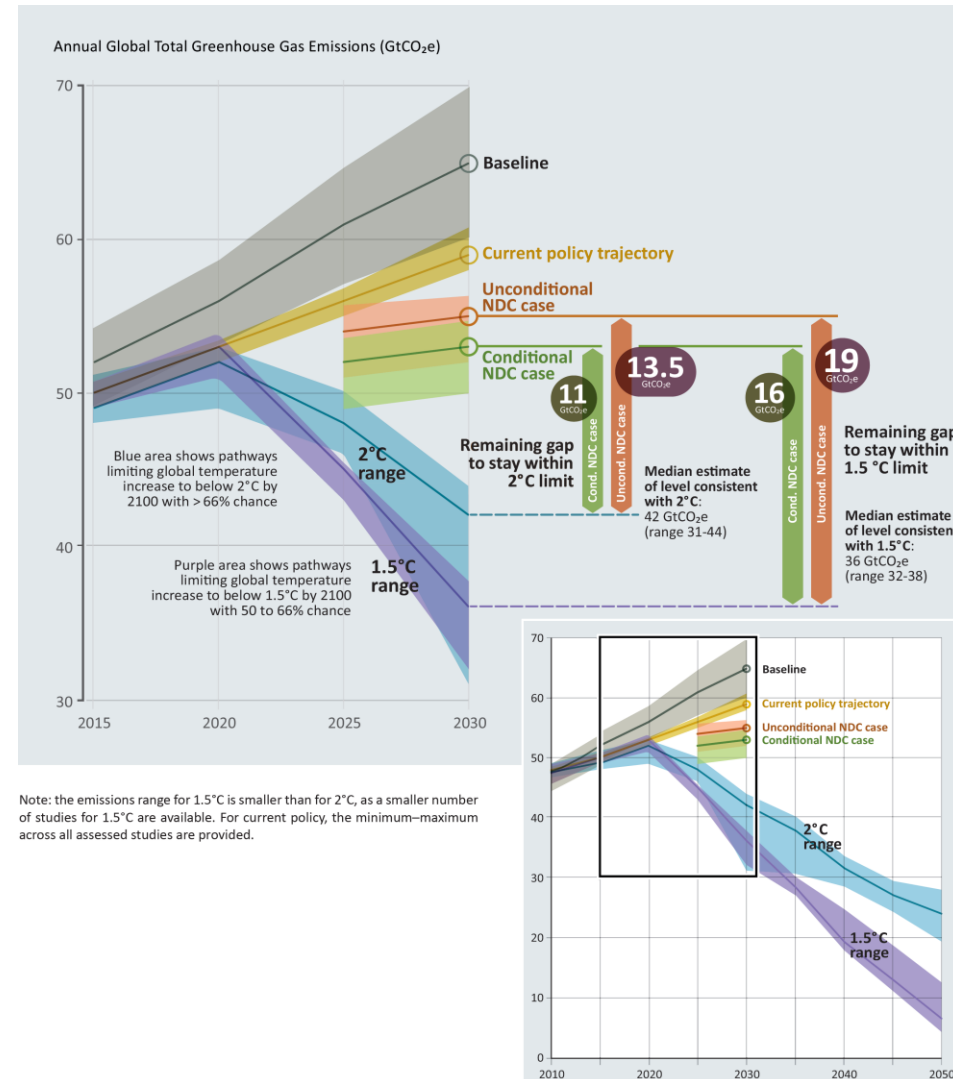 Annual Global Total Greenhouse Gas Emissions (GtCO₂e)
70
60
50
40
30
2015
2020
2025
2030
Baseline
Current policy trajectory
Unconditional
NDC case
Conditional
NDC case
Blue area shows pathways
limiting global temperature
increase to below 2°C by
2100 with > 66% chance
2°C
range
Purple area shows pathways
limiting global temperature
increase to below 1.5°C by 2100
with 50 to 66% chance
1.5°C
range
Remaining gap
to stay within
2°C limit
11
GtCO₂e
Cond. NDC case
Uncond. NDC case
13.5
GtCO₂e
Median estimate
of level consistent
with 2°C:
42 GtCO₂e
(range 31-44)
16
GtCO₂e
Cond. NDC case
Uncond. NDC case
19
GtCO₂e
Remaining gap
to stay within
1.5 °C limit
Median estimate
of level consisten
with 1.5°C:
36 GtCO₂e
(range 32-38)
70
60
50
40
30
20
10
0
2010
2020
2030
2040
2050
Baseline
Current policy trajectory
Unconditional NDC case
Conditional NDC case
2°C
range
1.5°C
range
Note: the emissions range for 1.5°C is smaller than for 2°C, as a smaller number
of studies for 1.5°C are available. For current policy, the minimum–maximum
across all assessed studies are provided.